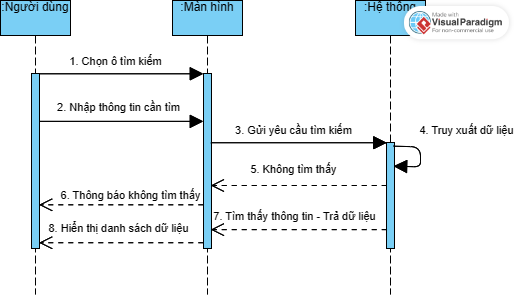 :Người dùng
:Màn hình
:Hệ thống
Made with
Visual Paradigm
For non-commercial use
1. Chọn ô tìm kiếm
2. Nhập thông tin cần tìm
3. Gửi yêu cầu tìm kiếm
4. Truy xuất dữ liệu
5. Không tìm thấy
6. Thông báo không tìm thấy
7. Tìm thấy thông tin - Trả dữ liệu
8. Hiển thị danh sách dữ liệu